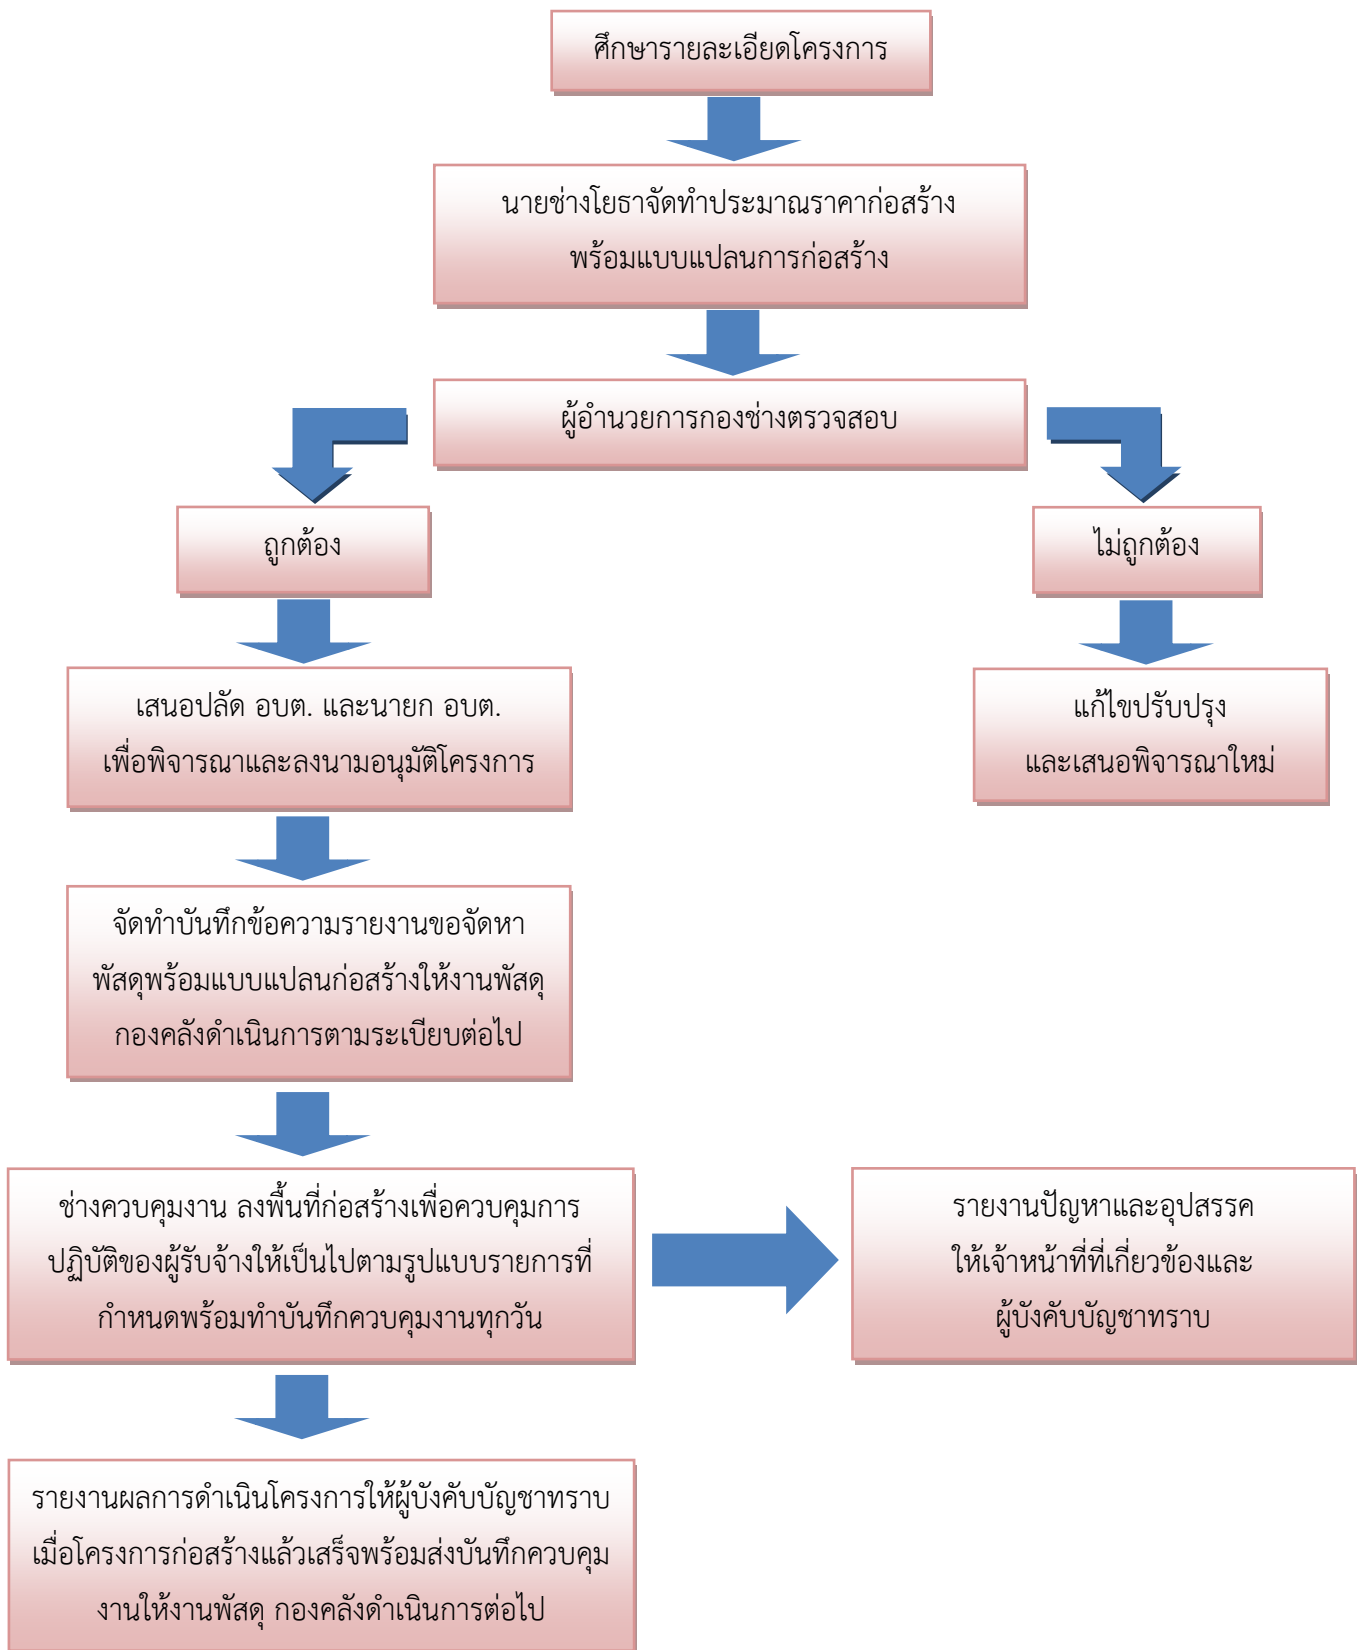 ศึกษารายละเอียดโครงการ
นายช่างโยธาจัดทำประมาณราคาก่อสร้าง
พร้อมแบบแปลนการก่อสร้าง
ผู้อำนวยการกองช่างตรวจสอบ
ถูกต้อง
ไม่ถูกต้อง
เสนอปลัด อบต. และนายก อบต.
เพื่อพิจารณาและลงนามอนุมัติโครงการ
แก้ไขปรับปรุง
และเสนอพิจารณาใหม่
จัดทำบันทึกข้อความรายงานขอจัดหา
พัสดุพร้อมแบบแปลนก่อสร้างให้งานพัสดุ
กองคลังดำเนินการตามระเบียบต่อไป
ช่างควบคุมงาน ลงพื้นที่ก่อสร้างเพื่อควบคุมการ
ปฏิบัติของผู้รับจ้างให้เป็นไปตามรูปแบบรายการที่
กำหนดพร้อมทำบันทึกควบคุมงานทุกวัน
รายงานปัญหาและอุปสรรค
ให้เจ้าหน้าที่ที่เกี่ยวข้องและ
ผู้บังคับบัญชาทราบ
รายงานผลการดำเนินโครงการให้ผู้บังคับบัญชาทราบ
เมื่อโครงการก่อสร้างแล้วเสร็จพร้อมส่งบันทึกควบคุม
งานให้งานพัสดุ กองคลังดำเนินการต่อไป